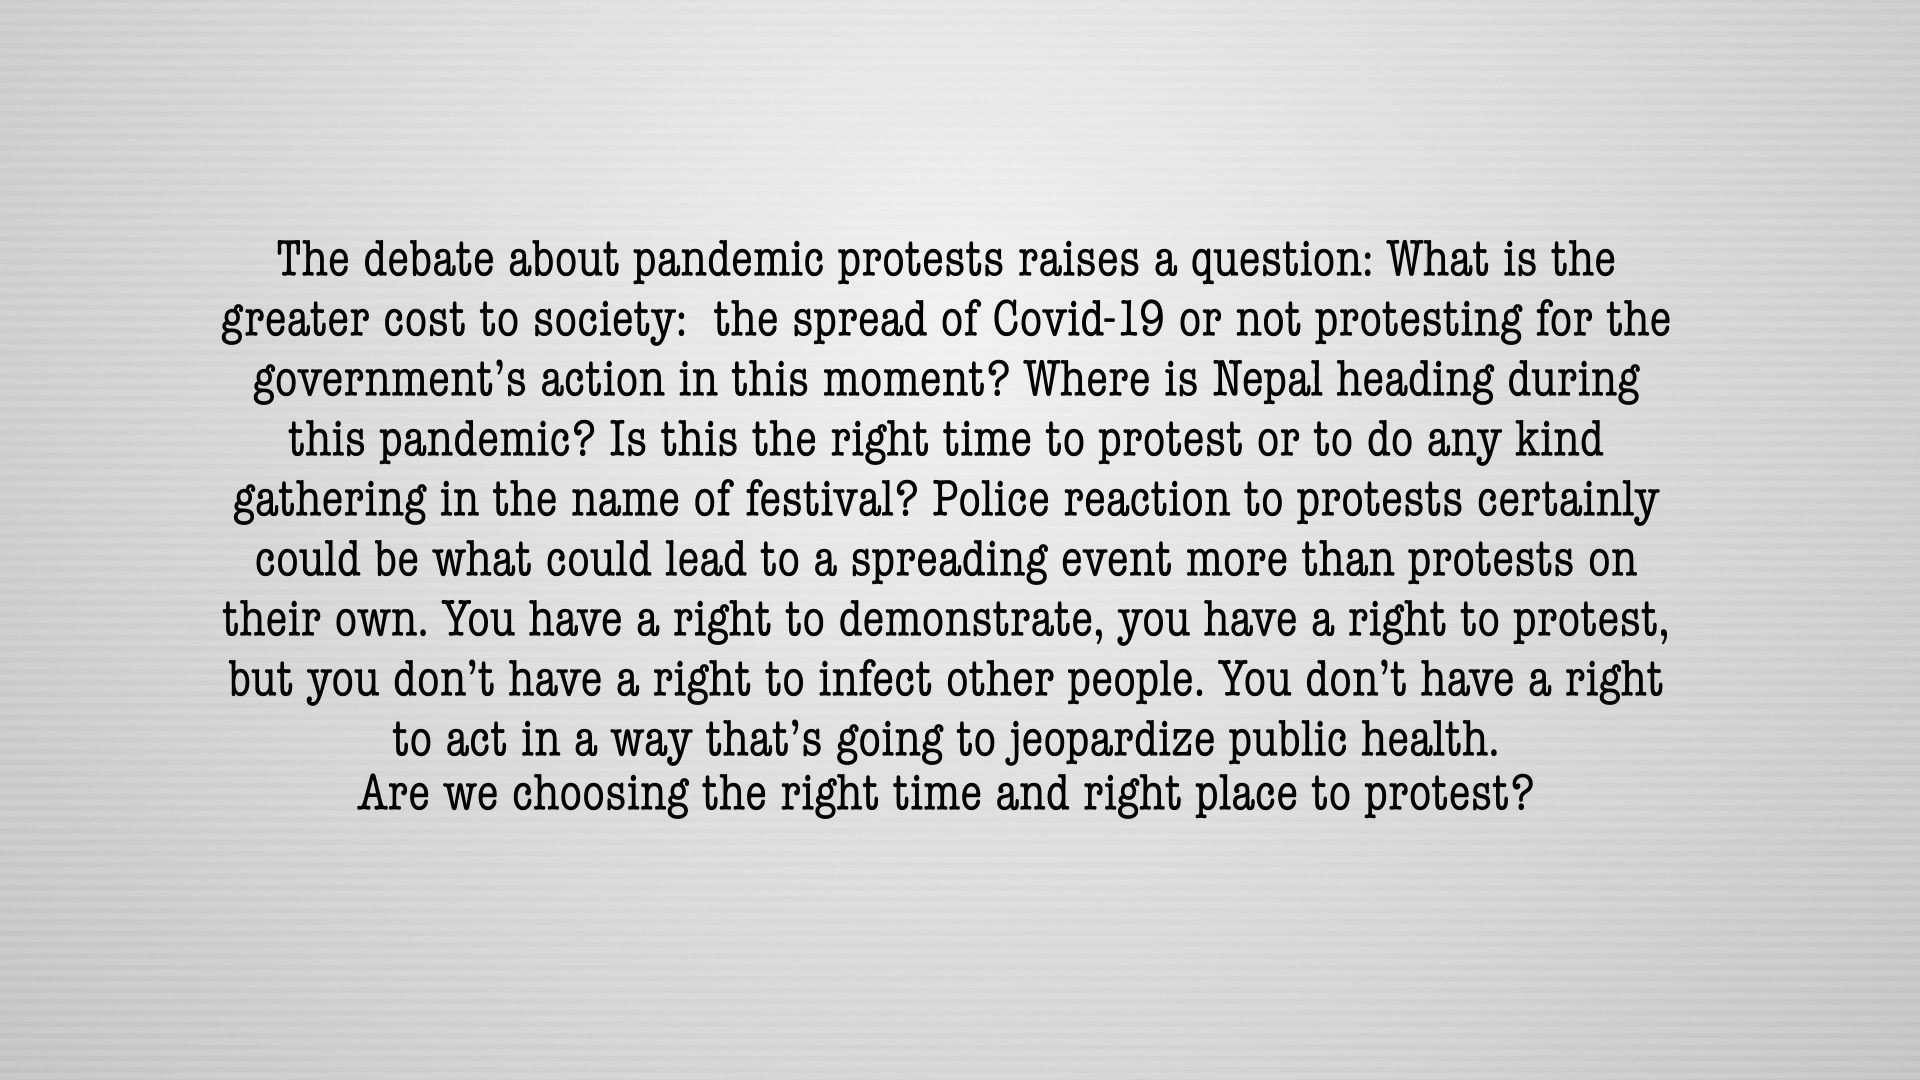 The debate about pandemic protests raises a question: What is the
greater cost to society:  the spread of Covid-19 or not protesting for the
government’s action in this moment? Where is Nepal heading during
this pandemic? Is this the right time to protest or to do any kind
gathering in the name of festival? Police reaction to protests certainly
could be what could lead to a spreading event more than protests on
their own. You have a right to demonstrate, you have a right to protest,
but you don’t have a right to infect other people. You don’t have a right
to act in a way that’s going to jeopardize public health.
Are we choosing the right time and right place to protest?